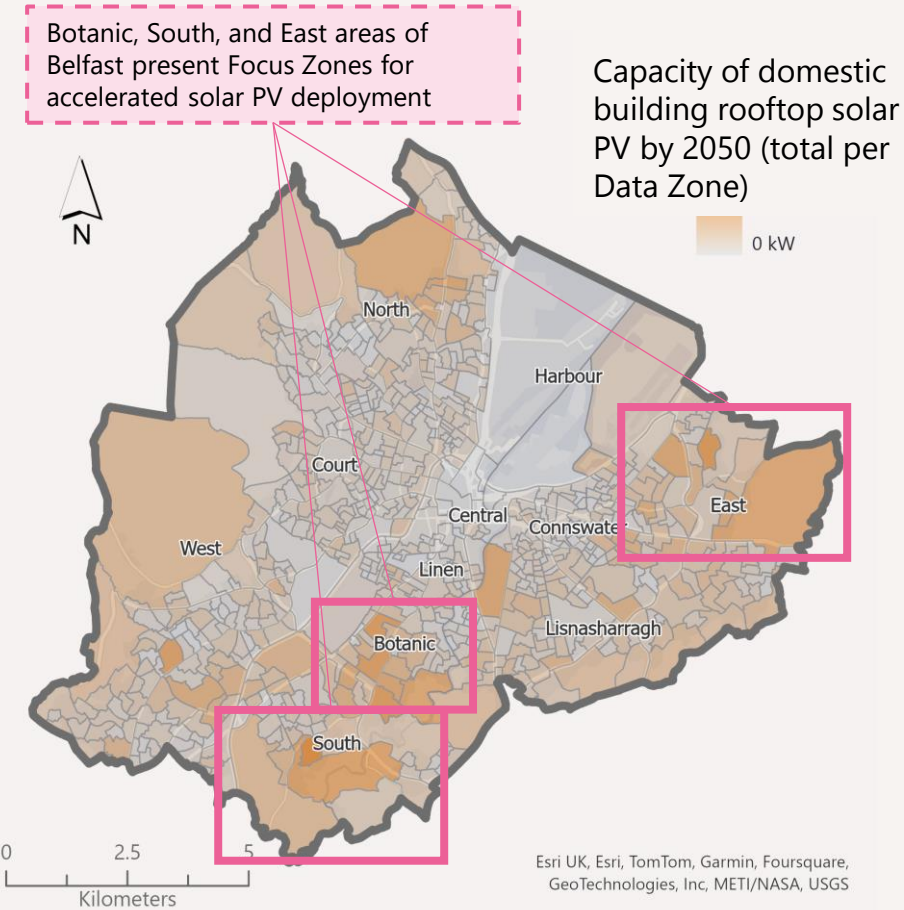 Botanic, South, and East areas of
Belfast present Focus Zones for
accelerated solar PV deployment
Capacity of domestic
building rooftop solar
PV by 2050 (total per
Data Zone)
0 kW
N
North
Harbour
Court
East
Central
Connswater
West
Linen
Lisnasharragh
Botanic
South
0 2.5 5
Kilometers
Esri UK, Esri, TomTom, Garmin, Foursquare,
GeoTechnologies, Inc, METI/NASA, USGS